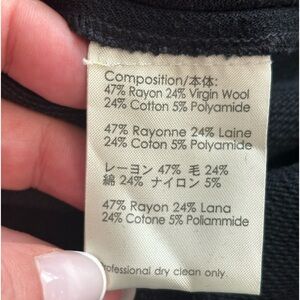 Composition/本体:
47% Rayon 24% Virgin Wool
24% Cotton 5% Polyamide
47% Rayonne 24% Laine
24% Cotton 5% Polyamide
レーヨン 47% 毛 24%
綿 24% ナイロン 5%
47% Rayon 24% Lana
24% Cotone 5% Poliammide
rofessional dry clean only.